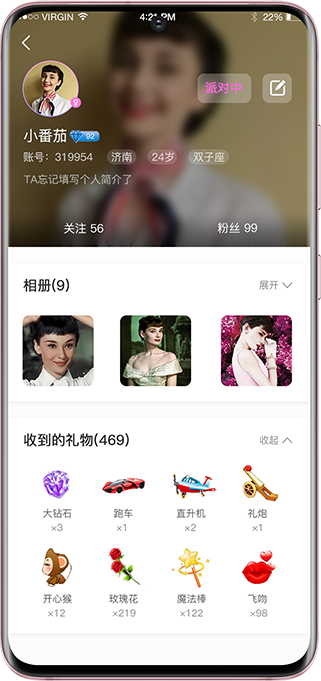 VIRGIN 4:21 PM 22%
派对中
小番茄 92
账号：319954 济南 24岁 双子座
TA忘记填写个人简介了
关注 56 粉丝 99
相册(9) 展开
收到的礼物(469) 收起
大钻石 跑车 直升机 礼炮
×3 ×1 ×2 ×1
开心猴 玫瑰花 魔法棒 飞吻
×12 ×219 ×122 ×98